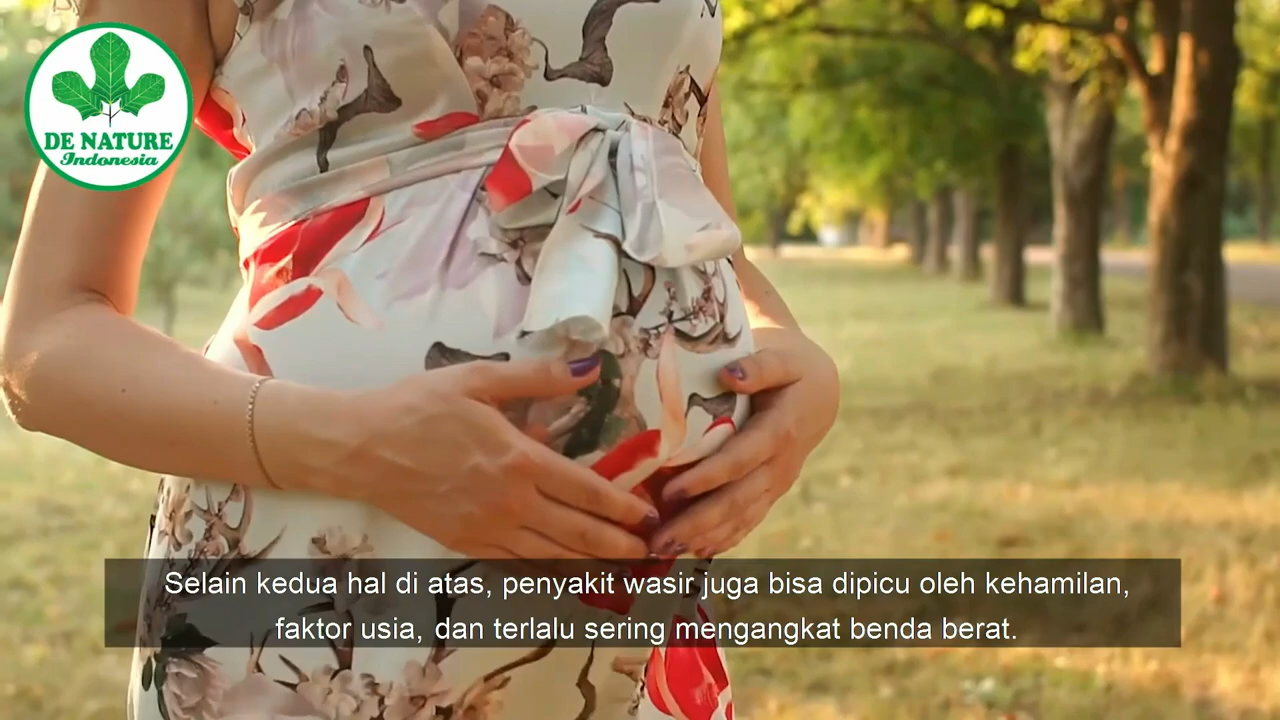 DE NATURE
Indonesia
Selain kedua hal di atas, penyakit wasir juga bisa dipicu oleh kehamilan,
faktor usia, dan terlalu sering mengangkat benda berat.